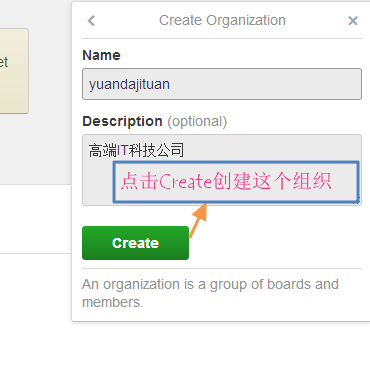 Create Organization
et
Name
yuandajituan
Description (optional)
高端IT科技公司
点击Create创建这个组织
Create
An organization is a group of boards and
members.